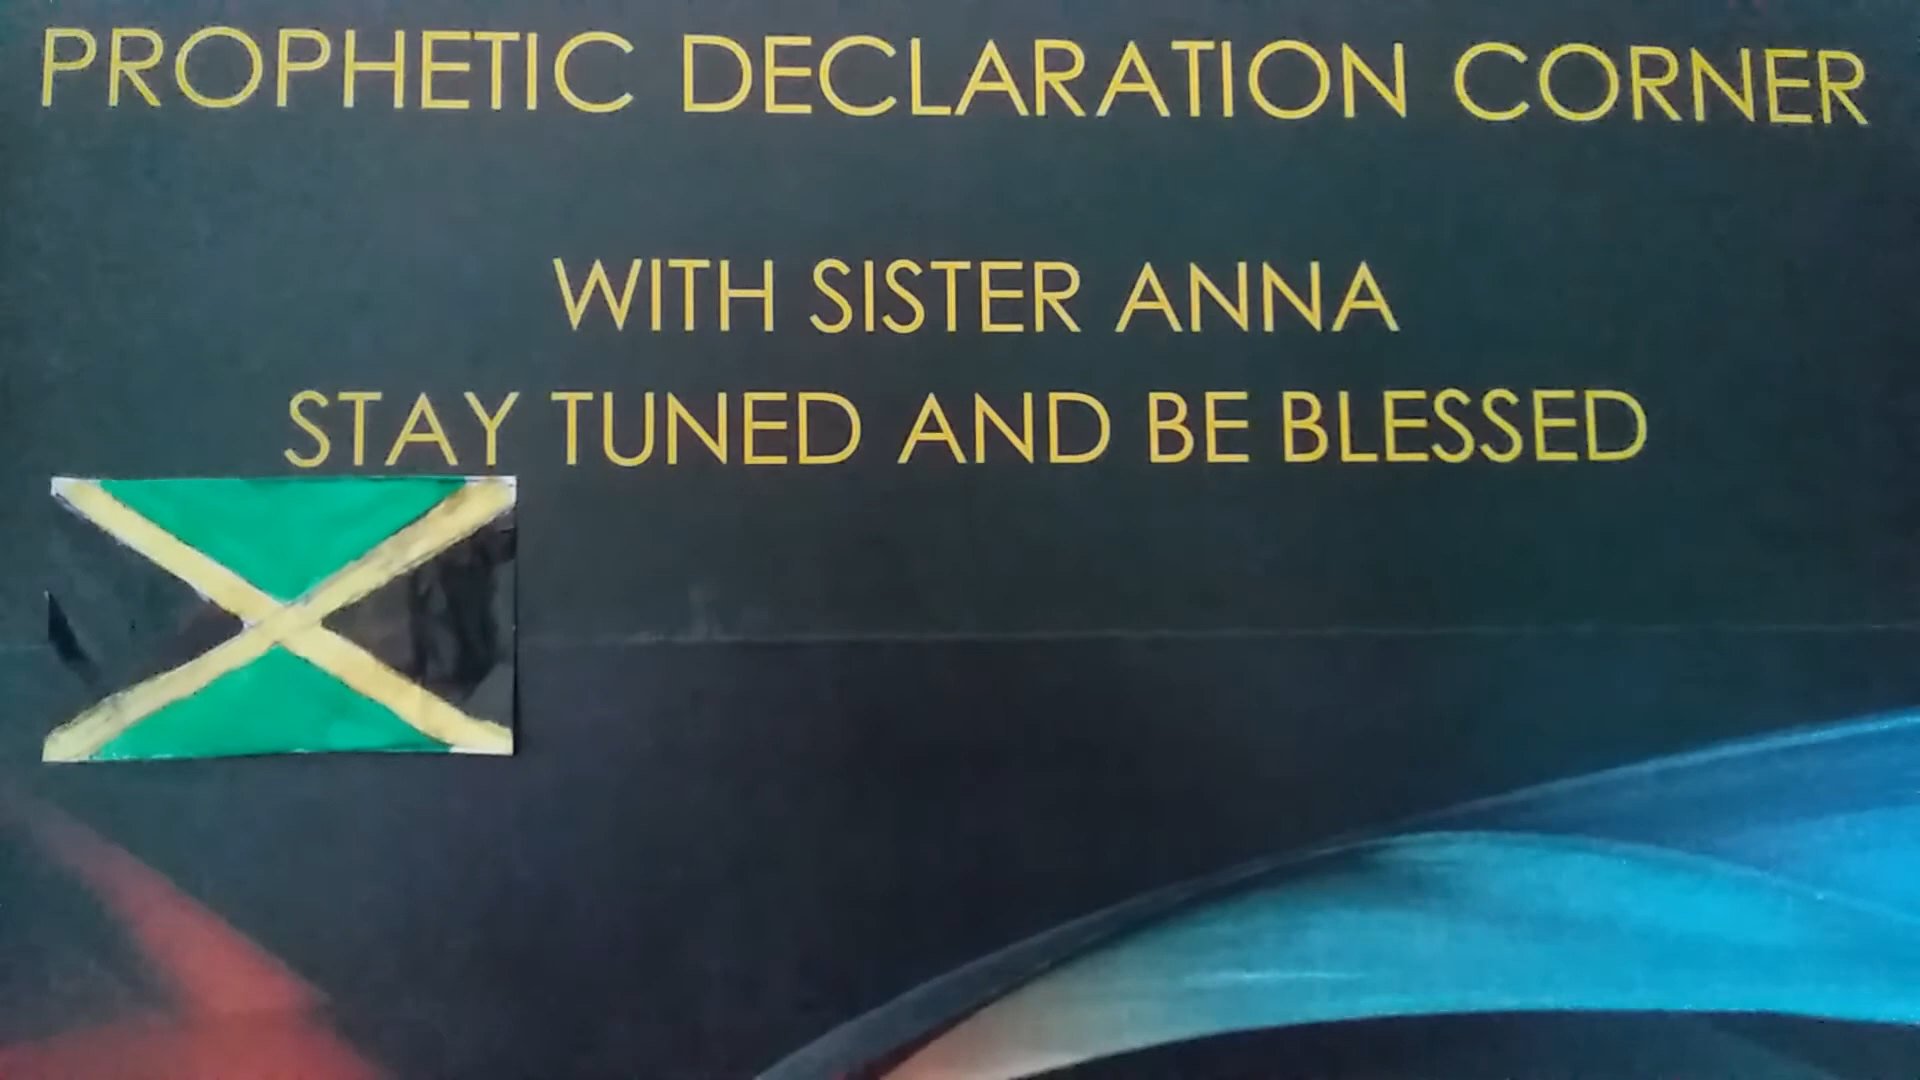 PROPHETIC DECLARATION CORNER
WITH SISTER ANNA
STAY TUNED AND BE BLESSED